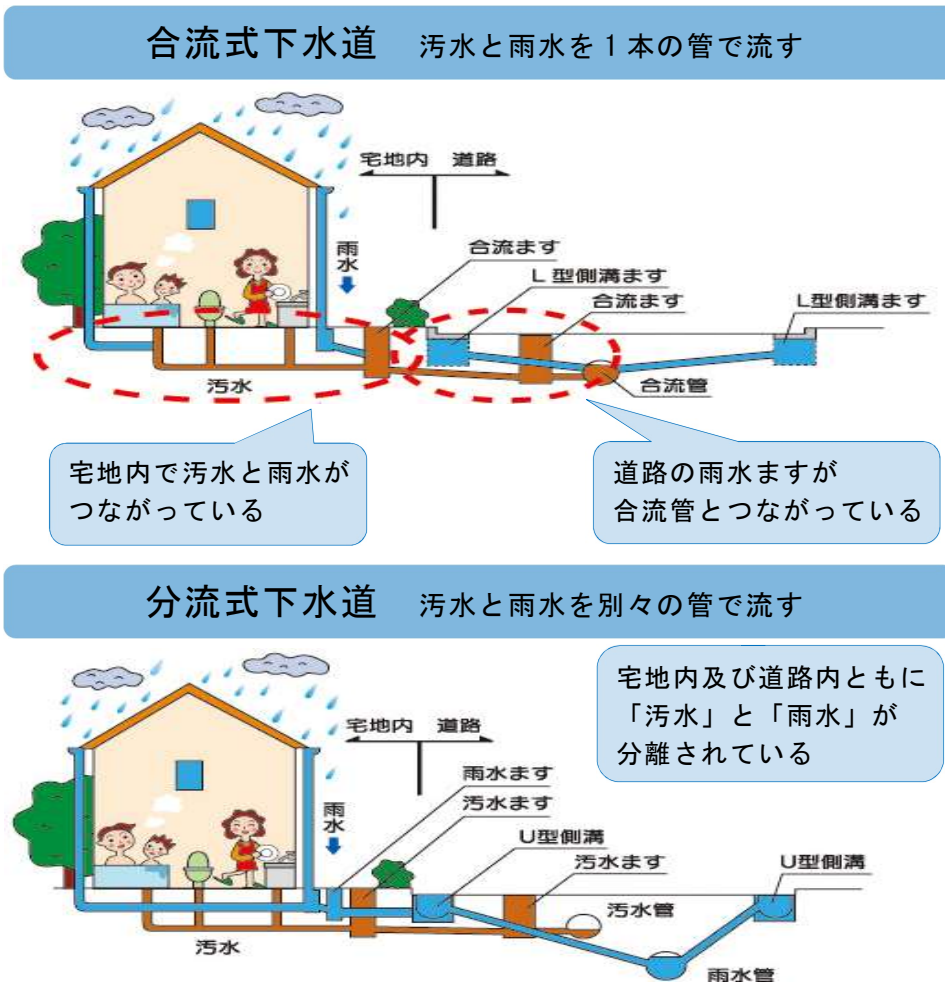 合流式下水道 汚水と雨水を1本の管で流す
宅地内 道路
雨水
合流ます
L型側溝ます
合流ます
L型側溝ます
汚水
合流管
宅地内で汚水と雨水が
つながっている
道路の雨水ますが
合流管とつながっている
分流式下水道 汚水と雨水を別々の管で流す
宅地内及び道路内ともに
「汚水」と「雨水」が
分離されている
宅地内 道路
雨水
雨水ます
汚水ます
U型側溝
汚水ます
U型側溝
汚水管
汚水
雨水管